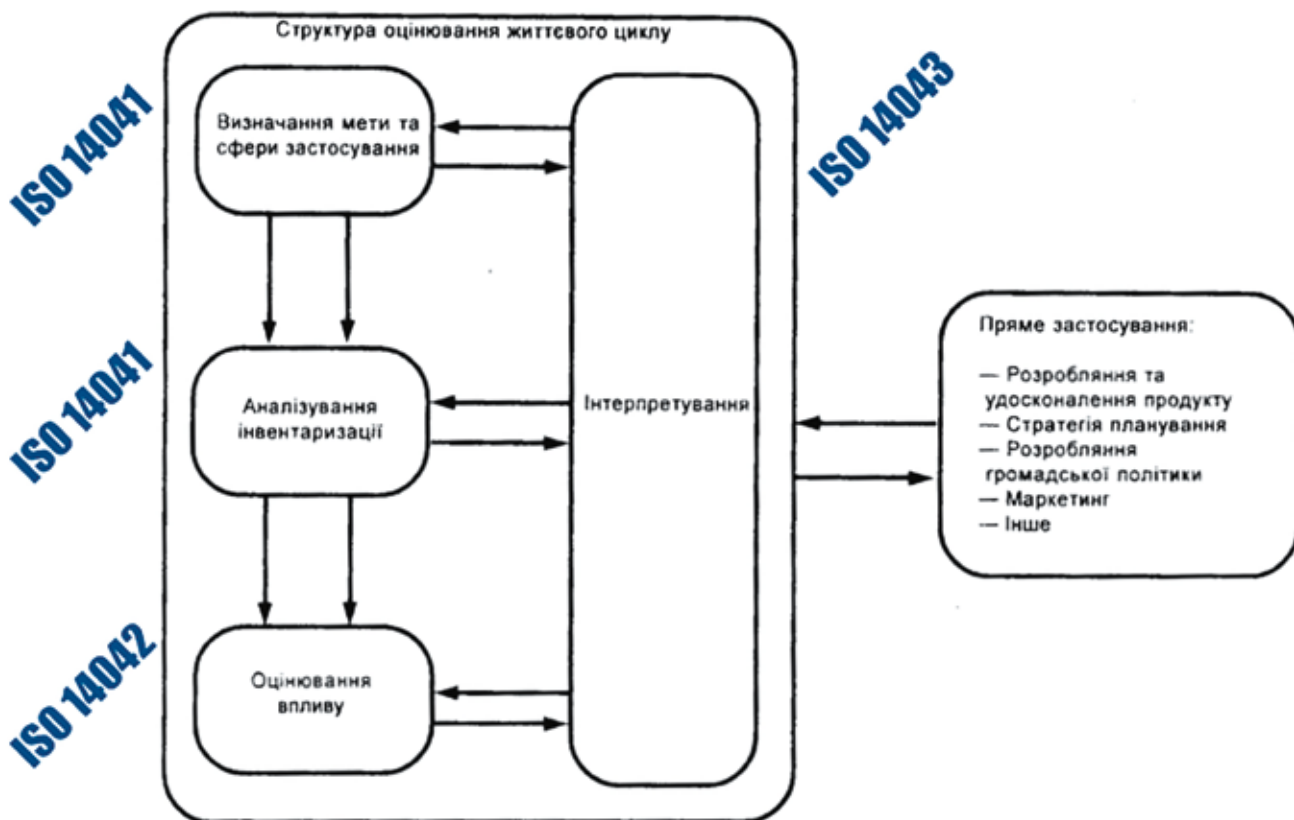 Структура оцінювання життєвого циклу
ISO 14041
Визначання мети та
сфери застосування
ISO 14043
ISO 14041
Аналізування
інвентаризації
Інтерпретування
Пряме застосування:
— Розробляння та
удосконалення продукту
— Стратегія планування
— Розробляння
громадської політики
— Маркетинг
— Інше
ISO 14042
Оцінювання
впливу